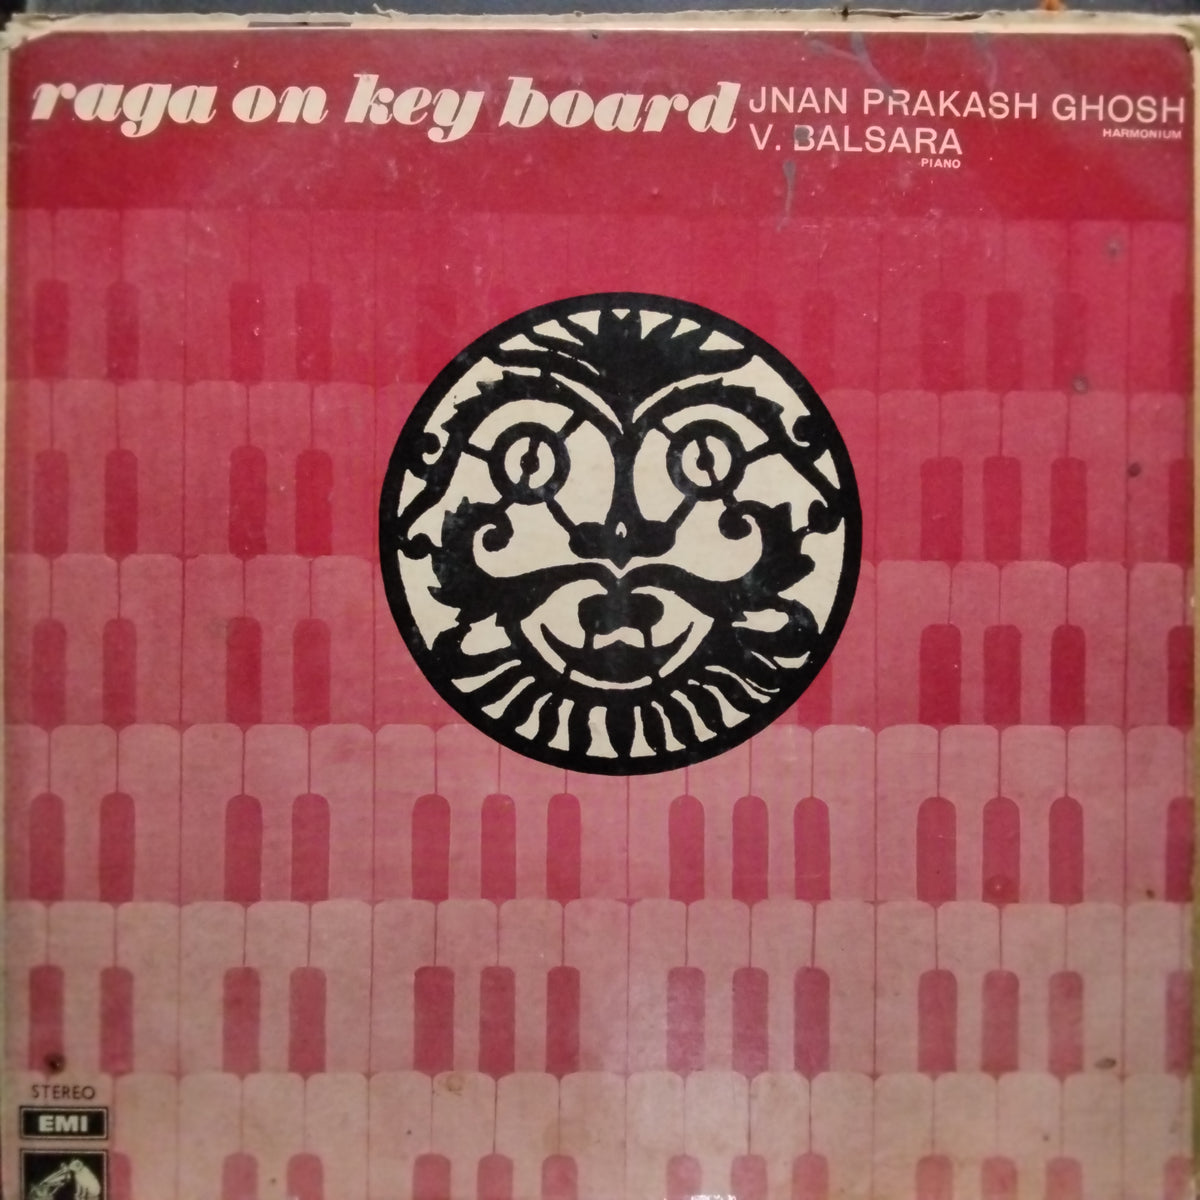 raga on key board
JNAN PRAKASH GHOSH
HARMONIUM
V. BALSARA
PIANO
STEREO
EMI